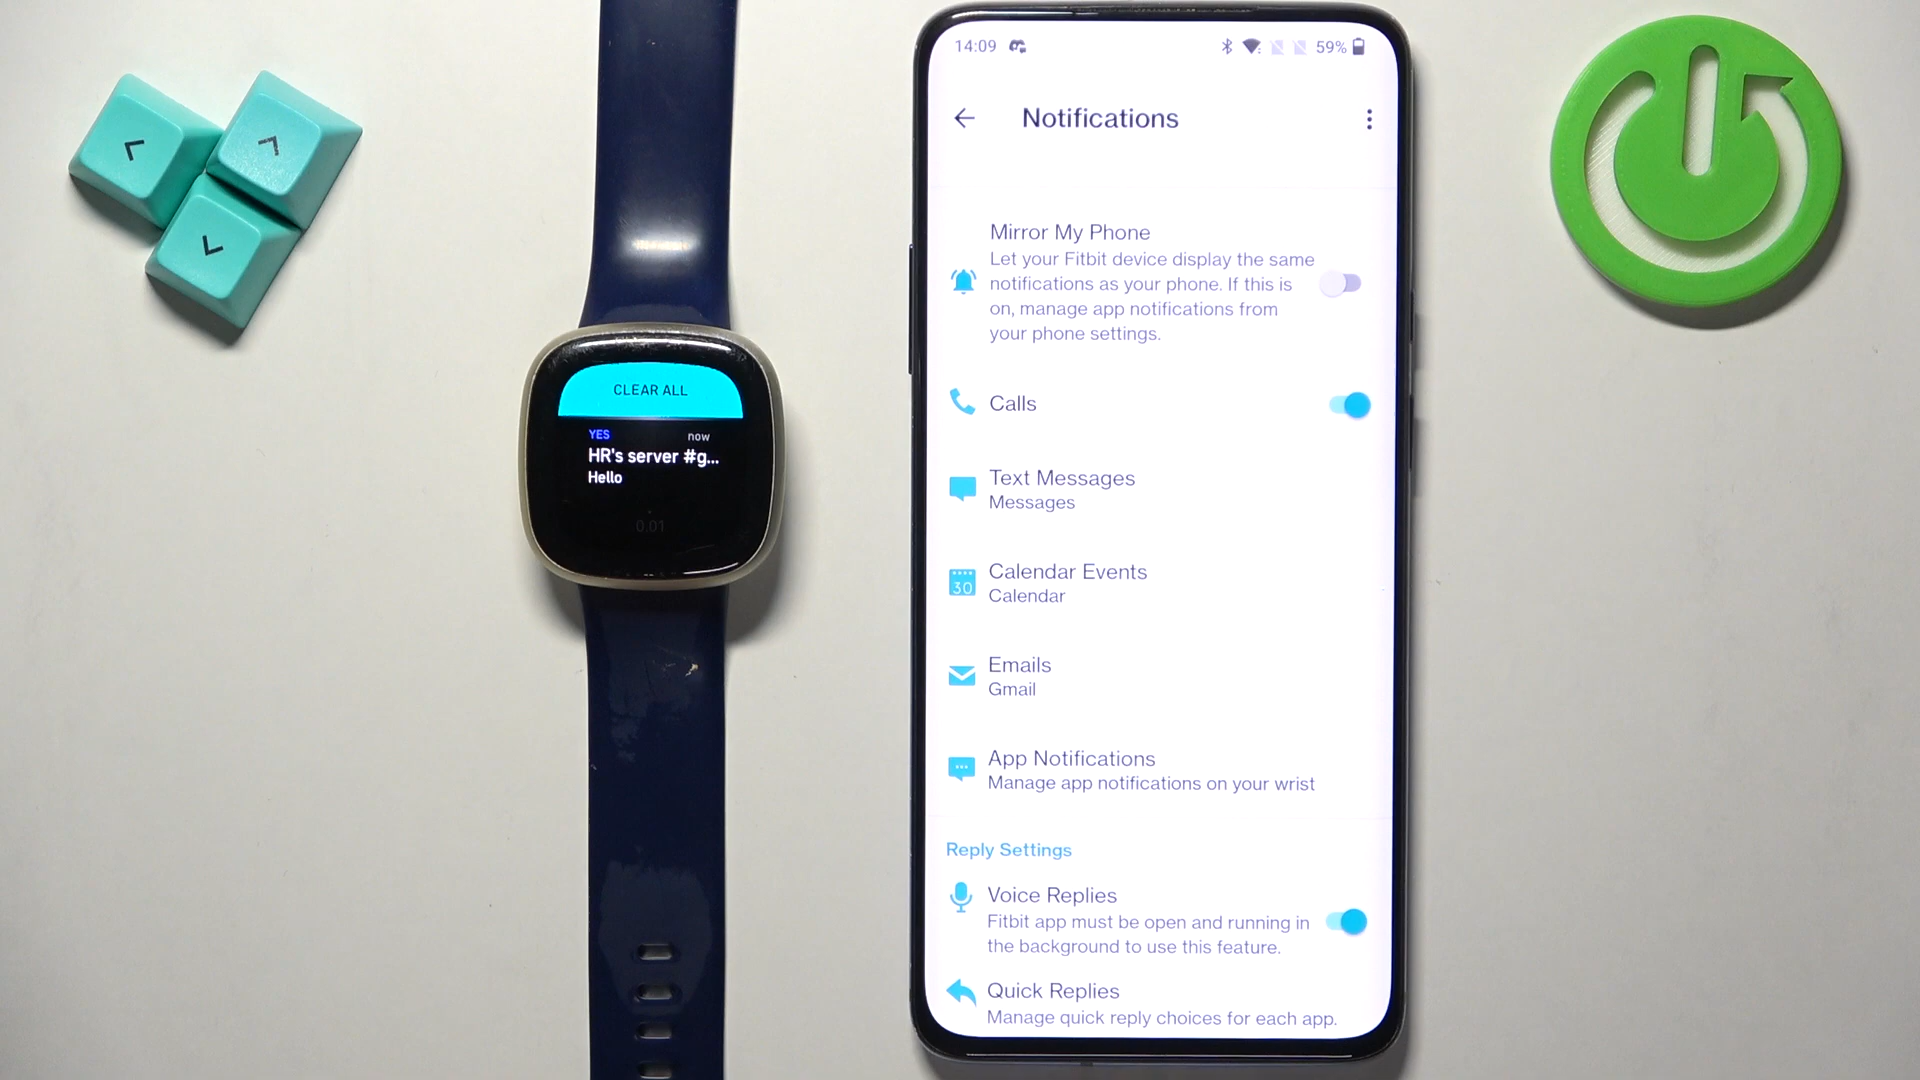 14:09
59%
Notifications
Mirror My Phone
Let your Fitbit device display the same
notifications as your phone. If this is
on, manage app notifications from
your phone settings.
Calls
Text Messages
Messages
Calendar Events
30
Calendar
Emails
Gmail
App Notifications
Manage app notifications on your wrist
Reply Settings
Voice Replies
Fitbit app must be open and running in
the background to use this feature.
Quick Replies
Manage quick reply choices for each app.
CLEAR ALL
YES
now
HR's server #g...
Hello
0.01